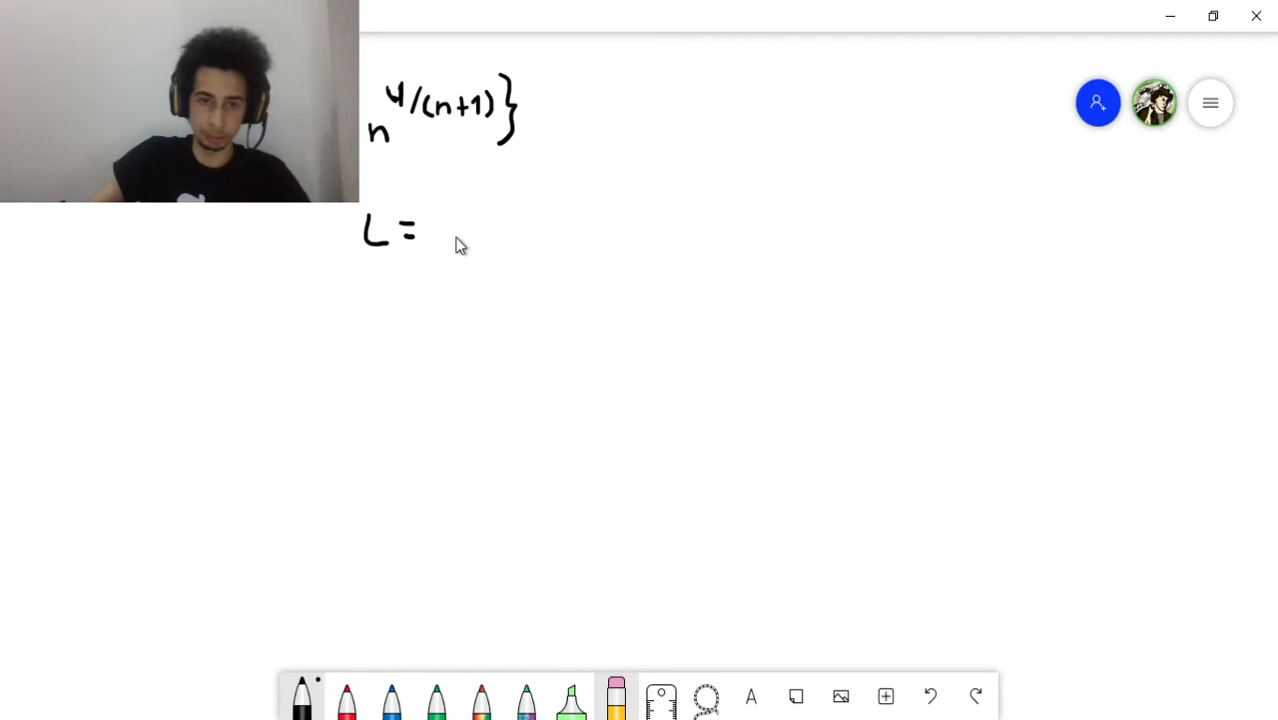 n^4/(n+1)}
L =
A